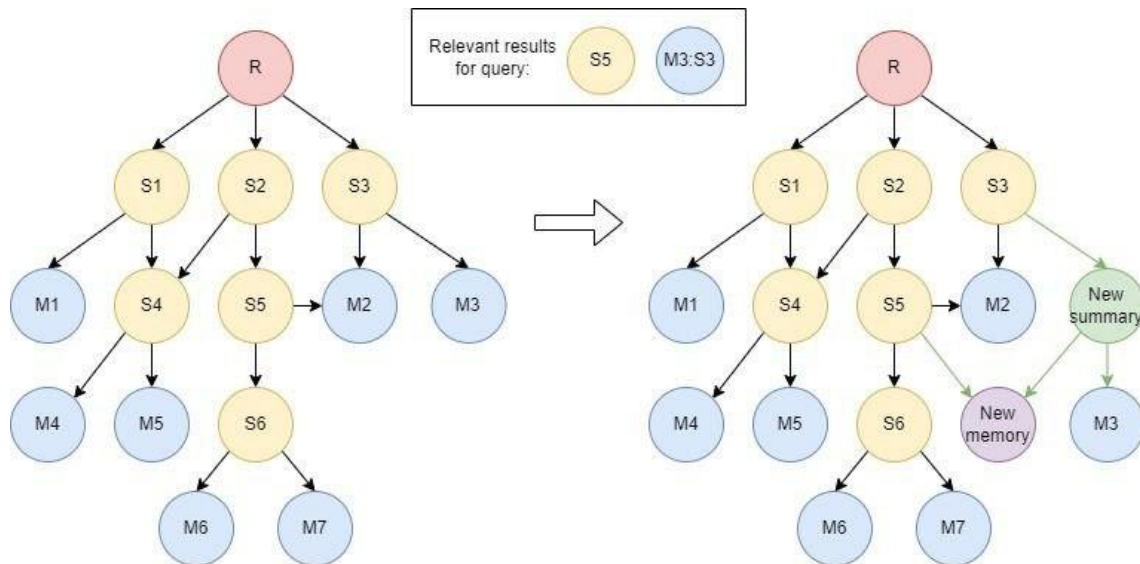 Relevant results
for query:
S5
M3:S3
R
S1
S2
S3
M1
S4
S5
M2
M3
M4
M5
S6
M6
M7
R
S1
S2
S3
M1
S4
S5
M2
New
summary
M4
M5
S6
New
memory
M3
M6
M7